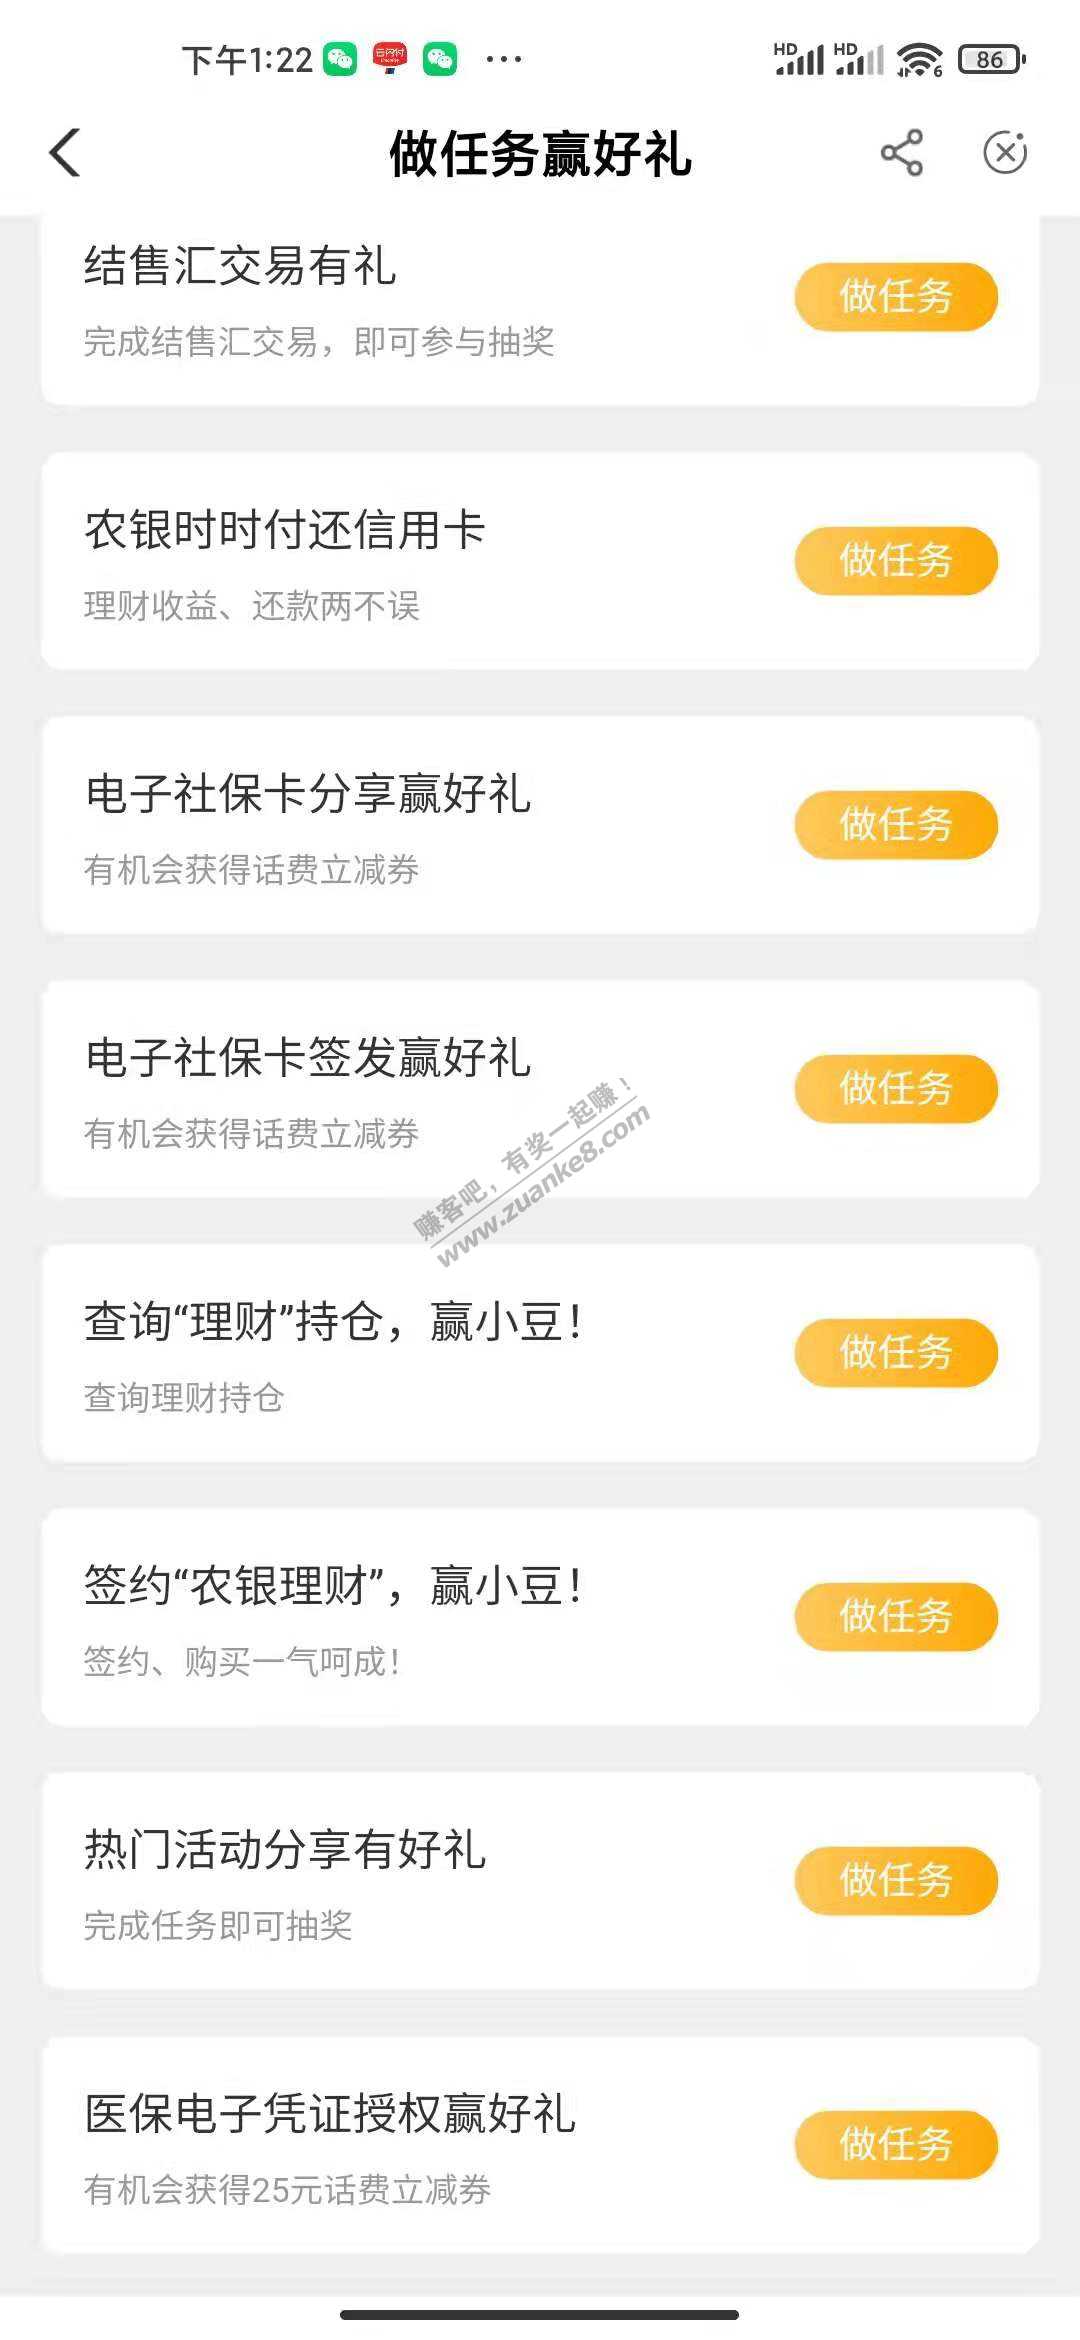 下午1:22
HD
HD
6
86
做任务赢好礼
结售汇交易有礼
完成结售汇交易，即可参与抽奖
做任务
农银时时付还信用卡
理财收益、还款两不误
做任务
电子社保卡分享赢好礼
有机会获得话费立减券
做任务
电子社保卡签发赢好礼
有机会获得话费立减券
做任务
赚客吧，有奖一起赚！
www.zuanke8.com
查询“理财”持仓，赢小豆！
查询理财持仓
做任务
签约“农银理财”，赢小豆！
签约、购买一气呵成！
做任务
热门活动分享有好礼
完成任务即可抽奖
做任务
医保电子凭证授权赢好礼
有机会获得25元话费立减券
做任务